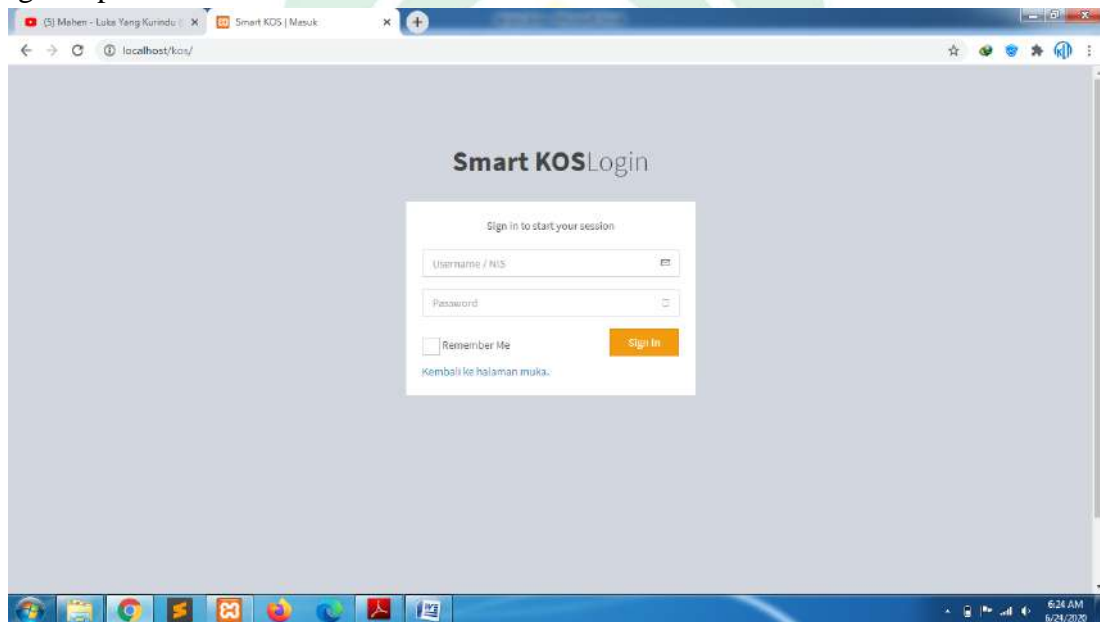 (5) Mahen - Luka Yang Kurindu (
Smart KOS | Masuk
localhost/kos/
Smart KOSLogin
Sign in to start your session
Username / NIS
Password
Remember Me
Sign In
Kembali ke halaman muka.
6:24 AM
6/24/2020